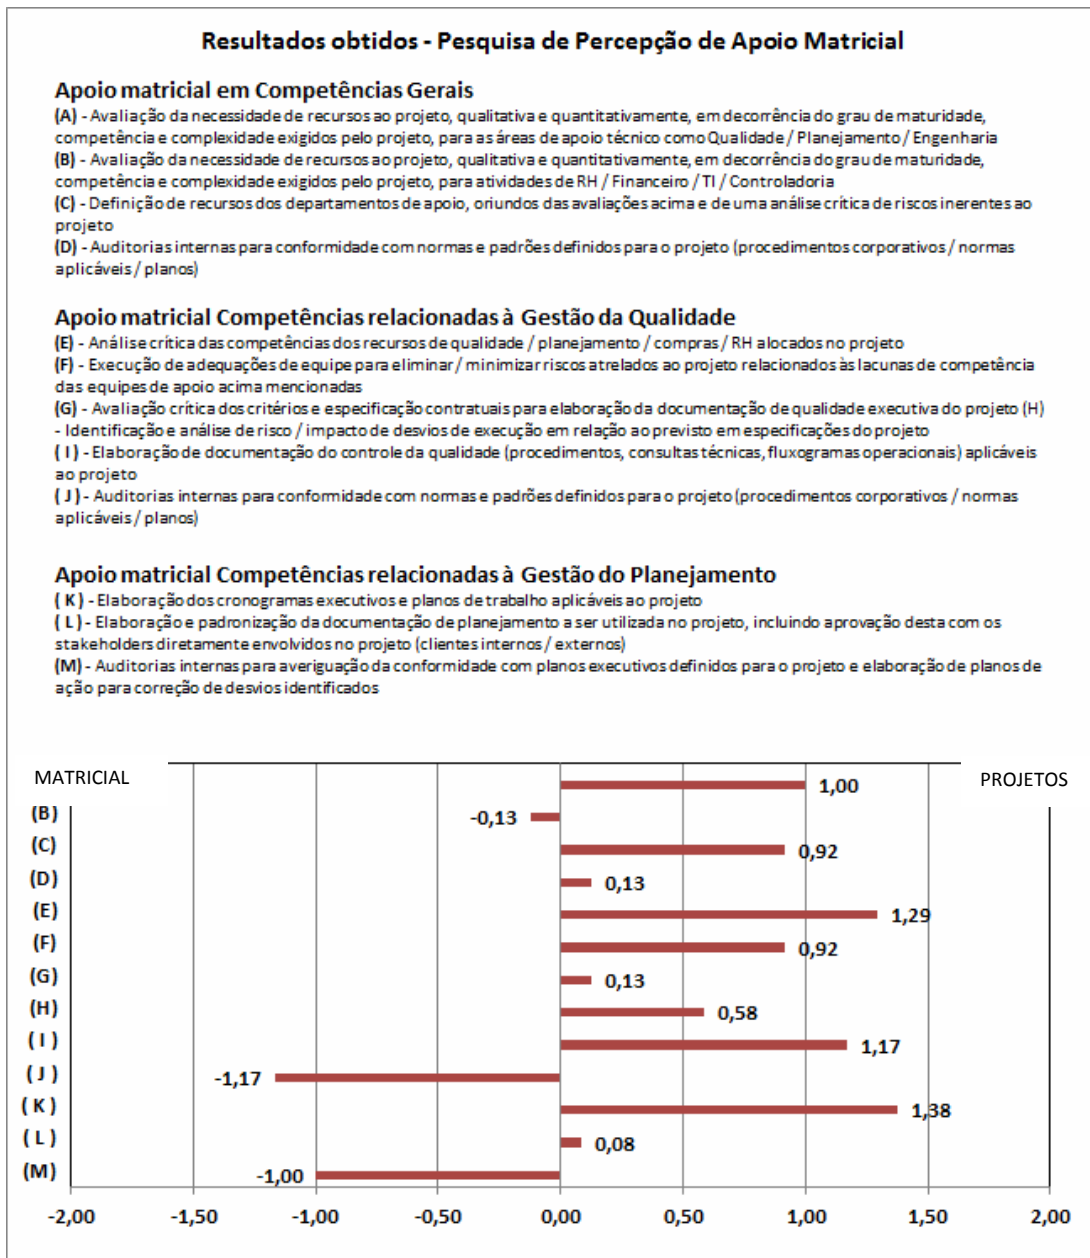 Resultados obtidos - Pesquisa de Percepção de Apoio Matricial
Apoio matricial em Competências Gerais
(A) - Avaliação da necessidade de recursos ao projeto, qualitativa e quantitativamente, em decorrência do grau de maturidade,
competência e complexidade exigidos pelo projeto, para as áreas de apoio técnico como Qualidade / Planejamento / Engenharia
(B) - Avaliação da necessidade de recursos ao projeto, qualitativa e quantitativamente, em decorrência do grau de maturidade,
competência e complexidade exigidos pelo projeto, para atividades de RH / Financeiro / TI / Controladoria
(C) - Definição de recursos dos departamentos de apoio, oriundos das avaliações acima e de uma análise crítica de riscos inerentes ao
projeto
(D) - Auditorias internas para conformidade com normas e padrões definidos para o projeto (procedimentos corporativos / normas
aplicáveis / planos)
Apoio matricial Competências relacionadas à Gestão da Qualidade
(E) - Análise crítica das competências dos recursos de qualidade / planejamento / compras / RH alocados no projeto
(F) - Execução de adequações de equipe para eliminar / minimizar riscos atrelados ao projeto relacionados às lacunas de competência
das equipes de apoio acima mencionadas
(G) - Avaliação crítica dos critérios e especificação contratuais para elaboração da documentação de qualidade executiva do projeto (H)
- Identificação e análise de risco / impacto de desvios de execução em relação ao previsto em especificações do projeto
( I ) - Elaboração de documentação do controle da qualidade (procedimentos, consultas técnicas, fluxogramas operacionais) aplicáveis
ao projeto
( J ) - Auditorias internas para conformidade com normas e padrões definidos para o projeto (procedimentos corporativos / normas
aplicáveis / planos)
Apoio matricial Competências relacionadas à Gestão do Planejamento
( K ) - Elaboração dos cronogramas executivos e planos de trabalho aplicáveis ao projeto
( L ) - Elaboração e padronização da documentação de planejamento a ser utilizada no projeto, incluindo aprovação desta com os
stakeholders diretamente envolvidos no projeto (clientes internos / externos)
(M) - Auditorias internas para averiguação da conformidade com planos executivos definidos para o projeto e elaboração de planos de
ação para correção de desvios identificados
MATRICIAL PROJETOS
1,00
(B) -0,13
(C) 0,92
(D) 0,13
(E) 1,29
(F) 0,92
(G) 0,13
(H) 0,58
( I ) 1,17
( J ) -1,17
( K ) 1,38
( L ) 0,08
(M) -1,00
-2,00 -1,50 -1,00 -0,50 0,00 0,50 1,00 1,50 2,00